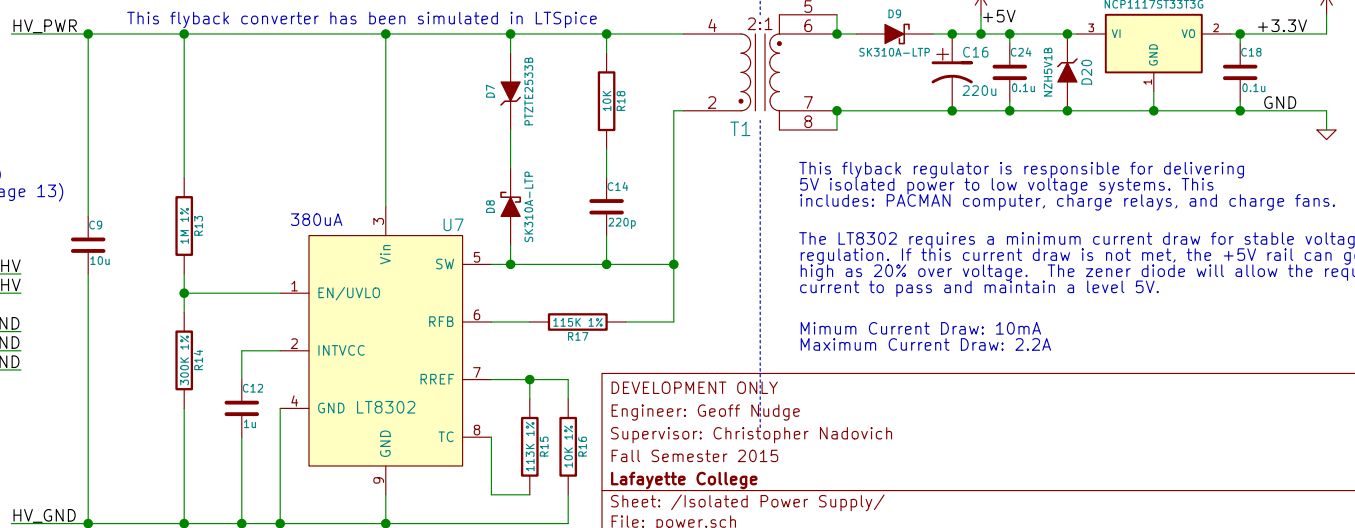 This flyback converter has been simulated in LTSpice
HV_PWR
4
2:1
5
6
D9
SK310A-LTP
+5V
NCP1117ST33T3G
3
VI
VO
2
GND
1
+3.3V
C16
220u
C24
0.1u
NZH5V1B
D20
C18
0.1u
D7
PTZTE2533B
10K
R18
2
T1
7
8
GND
age 13)
C9
10u
1M 1%
R13
380uA
3
U7
D8
SK310A-LTP
C14
220p
This flyback regulator is responsible for delivering
5V isolated power to low voltage systems. This
includes: PACMAN computer, charge relays, and charge fans.
The LT8302 requires a minimum current draw for stable voltag
regulation. If this current draw is not met, the +5V rail can g
high as 20% over voltage. The zener diode will allow the requ
current to pass and maintain a level 5V.
Mimum Current Draw: 10mA
Maximum Current Draw: 2.2A
HV
HV
ND
ND
ND
Vin
SW
5
1
EN/UVLO
RFB
6
115K 1%
R17
2
INTVCC
300K 1%
R14
C12
1u
RREF
7
4
GND
LT8302
TC
8
GND
9
113K 1%
R15
10K 1%
R16
HV_GND
DEVELOPMENT ONLY
Engineer: Geoff Nudge
Supervisor: Christopher Nadovich
Fall Semester 2015
Lafayette College
Sheet: /Isolated Power Supply/
File: power.sch